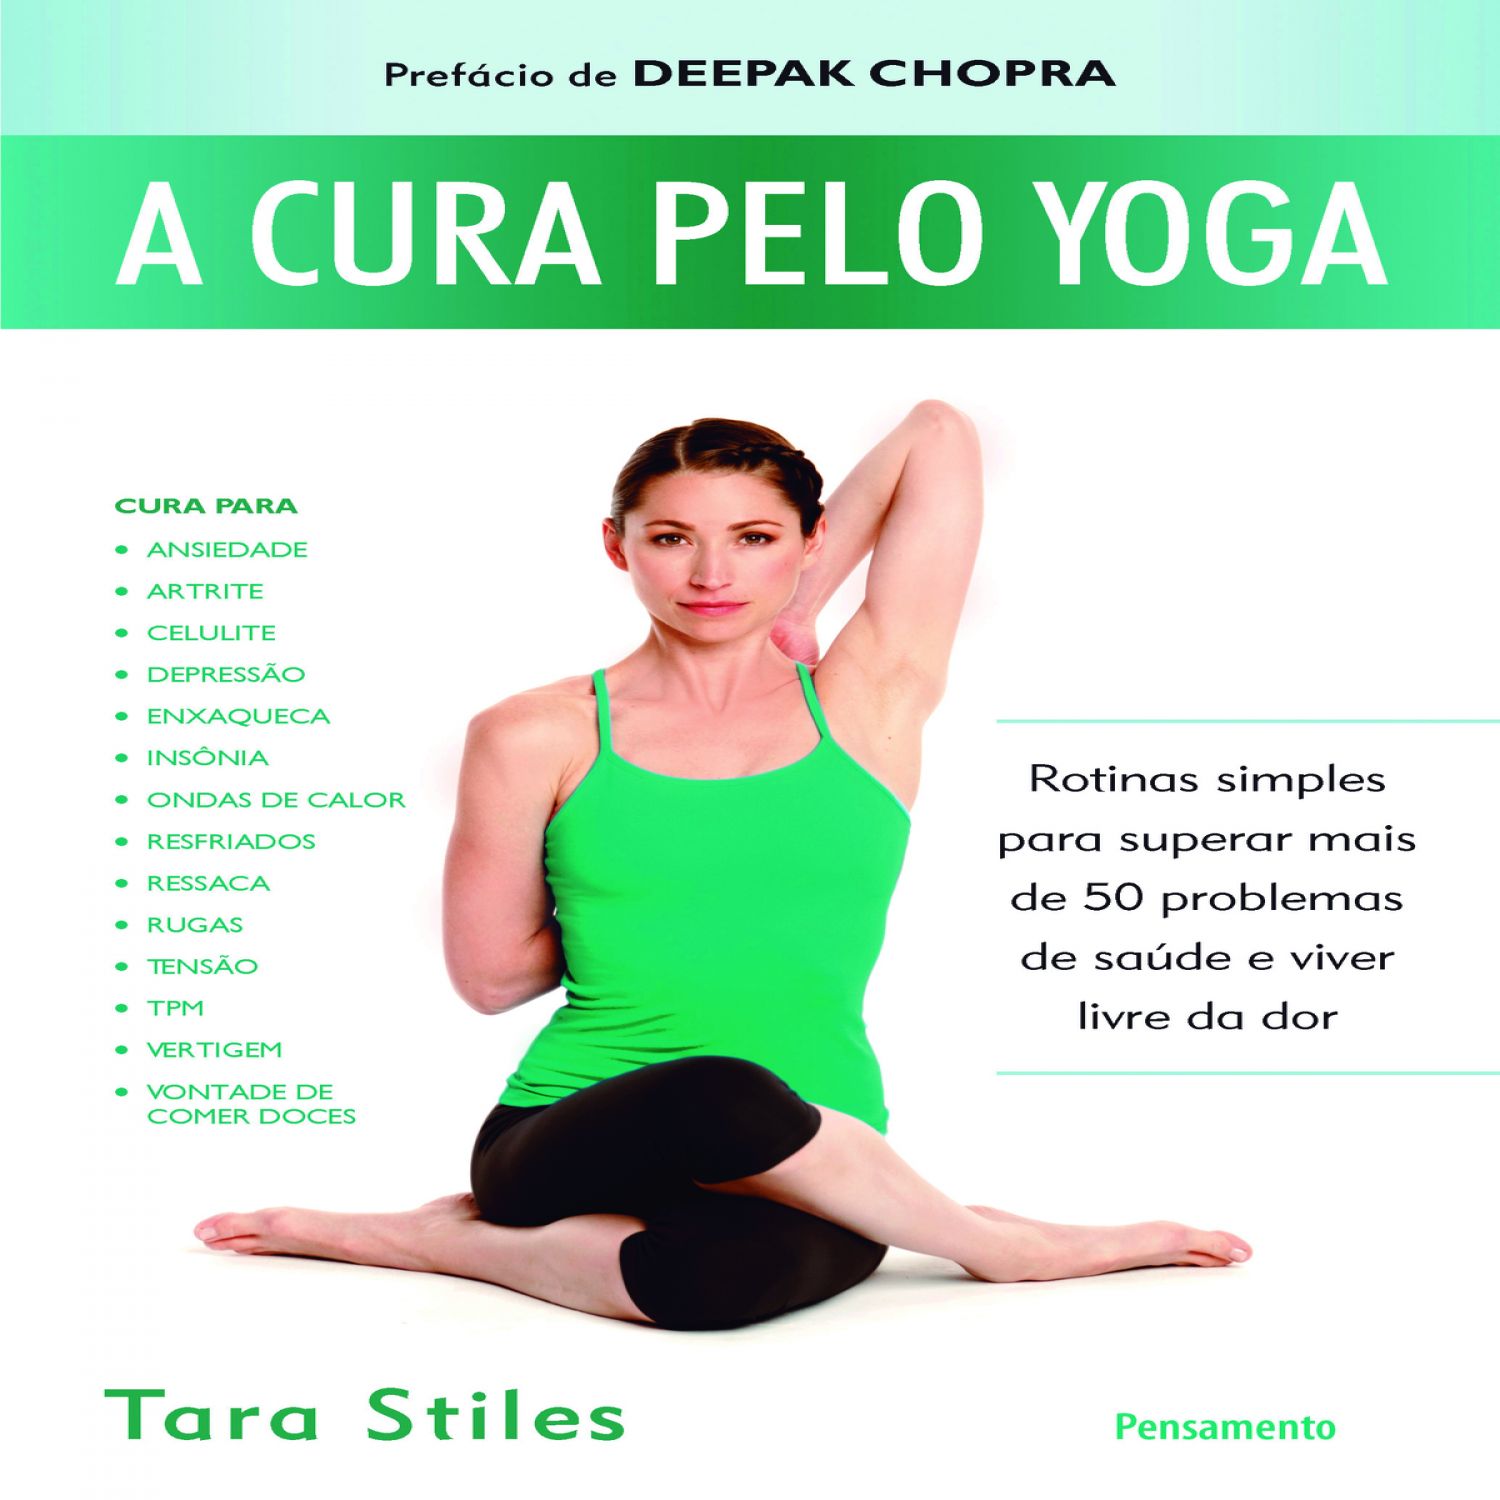 Prefácio de DEEPAK CHOPRA
A CURA PELO YOGA
CURA PARA
• ANSIEDADE
• ARTRITE
• CELULITE
• DEPRESSÃO
• ENXAQUECA
• INSÔNIA
• ONDAS DE CALOR
• RESFRIADOS
• RESSACA
• RUGAS
• TENSÃO
• TPM
• VERTIGEM
• VONTADE DE
COMER DOCES
Rotinas simples
para superar mais
de 50 problemas
de saúde e viver
livre da dor
Tara Stiles
Pensamento